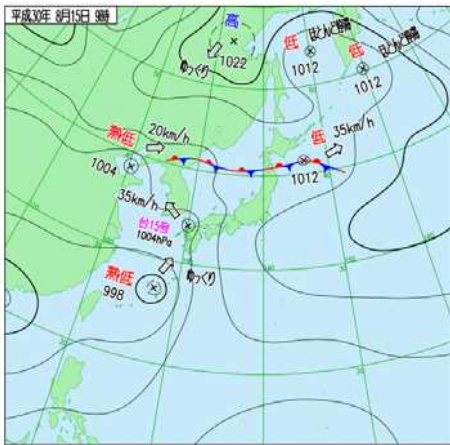 平成30年 8月15日 9時
高
1022
ゆっくり
低
ほとんど停滞
1012
低
ほとんど停滞
1012
熱低
20km/h
1004
低
35km/h
1012
35km/h
台15号
1004hPa
熱低
998
ゆっくり